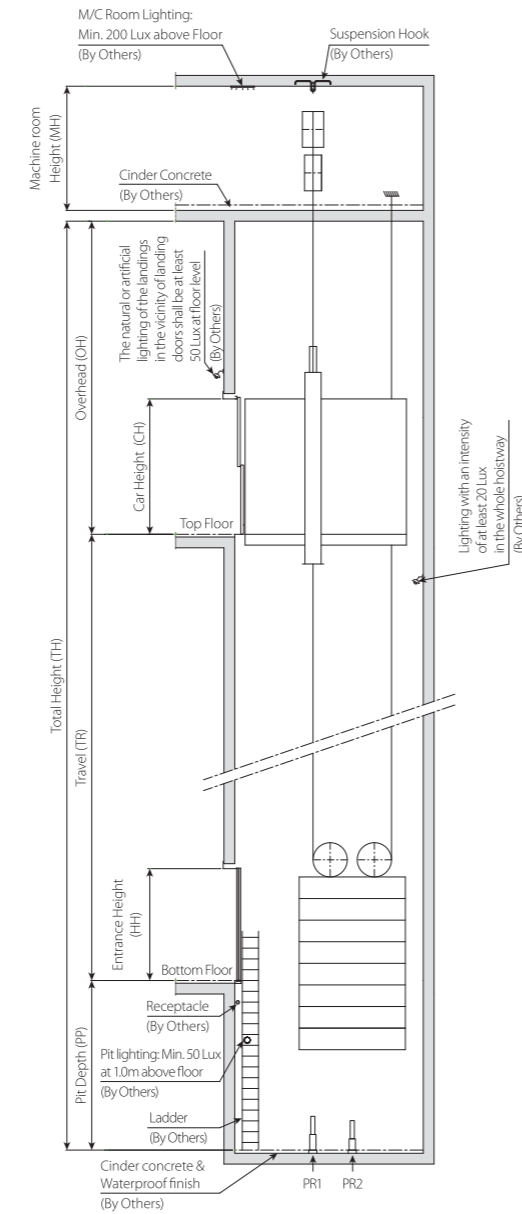 M/C Room Lighting:
Min. 200 Lux above Floor
(By Others)
Suspension Hook
(By Others)
Machine room
Height (MH)
Cinder Concrete
(By Others)
The natural or artificial
lighting of the landings
in the vicinity of landing
doors shall be at least
50 Lux at floor level
(By Others)
Overhead (OH)
Car Height (CH)
Top Floor
Lighting with an intensity
of at least 20 Lux
in the whole hoistway
(By Others)
Total Height (TH)
Travel (TR)
Entrance Height
(HH)
Bottom Floor
Receptacle
(By Others)
Pit Depth (PP)
Pit lighting: Min. 50 Lux
at 1.0m above floor
(By Others)
Ladder
(By Others)
Cinder concrete &
Waterproof finish
(By Others)
PR1 PR2